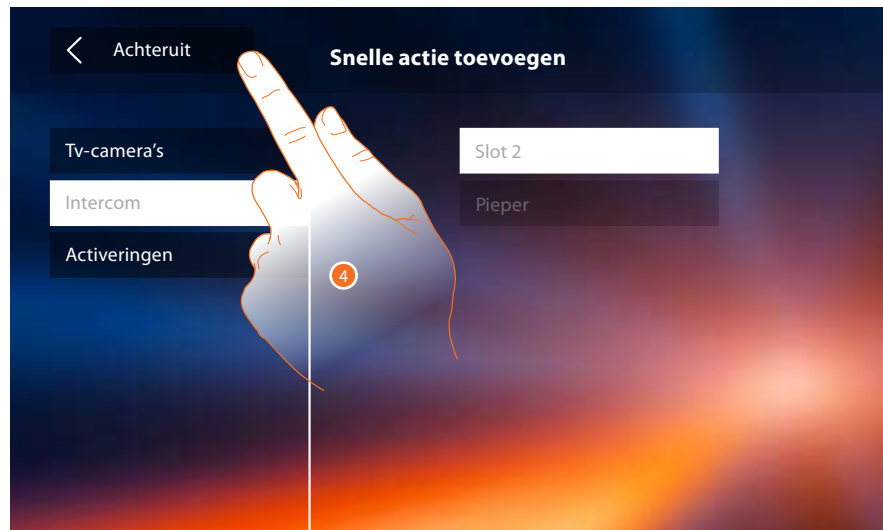 Achteruit
Snelle actie toevoegen
Tv-camera’s
Intercom
Activeringen
Slot 2
Pieper
4